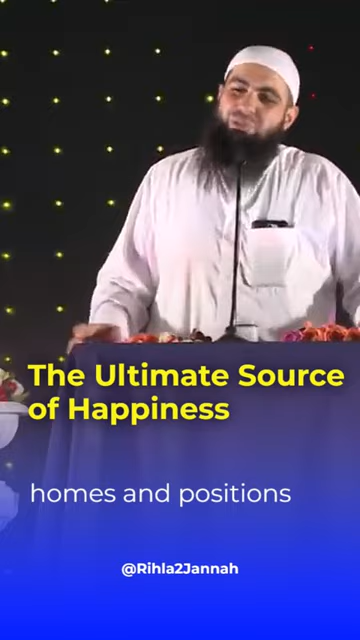 The Ultimate Source
of Happiness
homes and positions
@Rihla2Jannah